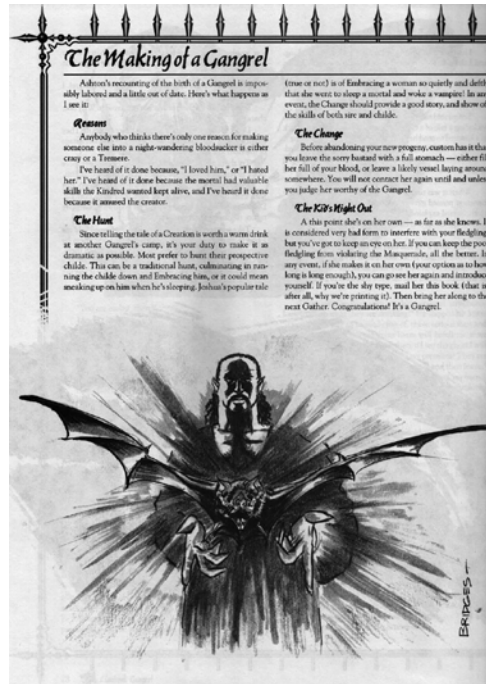 The Making of a Gangrel
Ashton's recounting of the birth of a Gangrel is impos-
sibly labored and a little out of date. Here's what happens as
I see it:
Reasons
Anybody who thinks there's only one reason for making
someone else into a night-wandering bloodsucker is either
crazy or a Tremere.
I've heard of it done because, "I loved him," or "I hated
her." I've heard of it done because the mortal had valuable
skills the Kindred wanted kept alive, and I've heard it done
because it amused the creator.
The Hunt
Since telling the tale of a Creation is worth a warm drink
at another Gangrel's camp, it's your duty to make it as
dramatic as possible. Most prefer to hunt their prospective
childe. This can be a traditional hunt, culminating in run-
ning the childe down and Embracing him, or it could mean
sneaking up on him when he's sleeping. Joshua's popular tale
(true or not) is of Embracing a woman so quietly and deftly
that she went to sleep a mortal and woke a vampire! In any
event, the Change should provide a good story, and show off
the skills of both sire and childe.
The Change
Before abandoning your new progeny, custom has it that
you leave the sorry bastard with a full stomach — either fill
her full of your blood, or leave a likely vessel laying around
somewhere. You will not contact her again until and unless
you judge her worthy of the Gangrel.
The Kid's Night Out
A this point she's on her own — as far as she knows. It
is considered very bad form to interfere with your fledgling,
but you've got to keep an eye on her. If you can keep the poor
fledgling from violating the Masquerade, all the better. In
any event, if she makes it on her own (your option as to how
long is long enough), you can go see her again and introduce
yourself. If you're the shy type, mail her this book (that is
after all, why we're printing it). Then bring her along to the
next Gather. Congratulations! It's a Gangrel.
BRIDGES